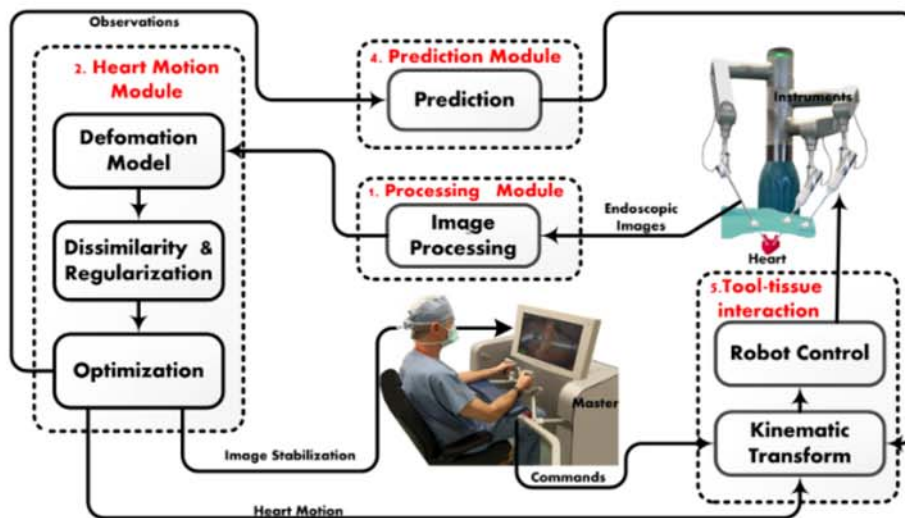 Observations
2. Heart Motion
Module
Defomation
Model
Dissimilarity &
Regularization
Optimization
4. Prediction Module
Prediction
1. Processing Module
Image
Processing
Endoscopic
Images
Instruments
Heart
5.Tool-tissue
interaction
Robot Control
Kinematic
Transform
Master
Image Stabilization
Commands
Heart Motion